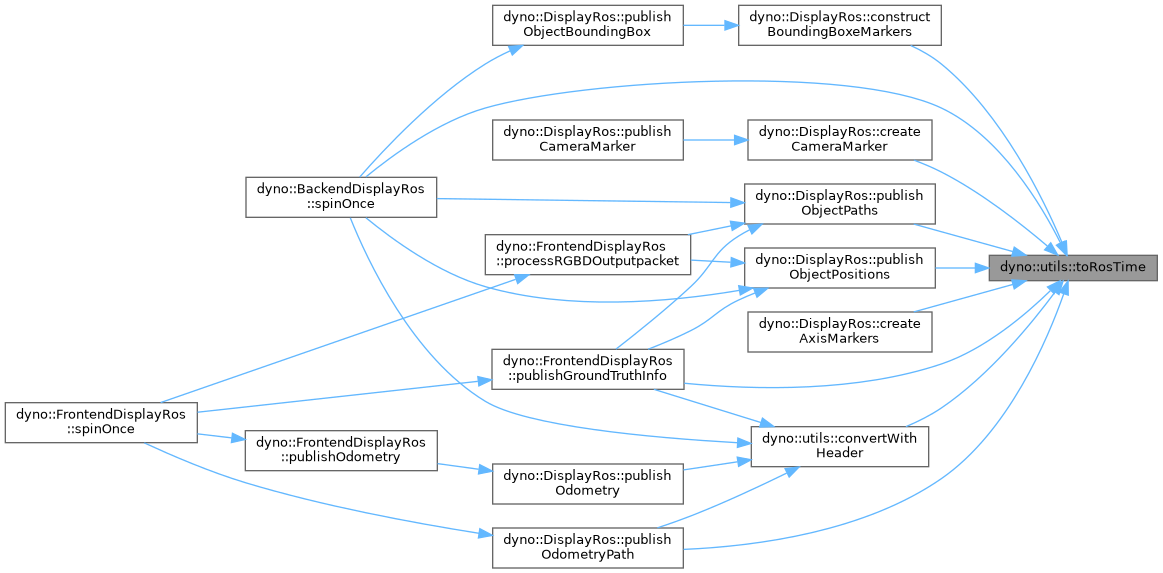 dyno::DisplayRos::publish
ObjectBoundingBox
dyno::DisplayRos::construct
BoundingBoxeMarkers
dyno::DisplayRos::publish
CameraMarker
dyno::DisplayRos::create
CameraMarker
dyno::BackendDisplayRos
::spinOnce
dyno::DisplayRos::publish
ObjectPaths
dyno::FrontendDisplayRos
::processRGBDOutputpacket
dyno::DisplayRos::publish
ObjectPositions
dyno::utils::toRosTime
dyno::DisplayRos::create
AxisMarkers
dyno::FrontendDisplayRos
::publishGroundTruthInfo
dyno::FrontendDisplayRos
::spinOnce
dyno::FrontendDisplayRos
::publishOdometry
dyno::utils::convertWith
Header
dyno::DisplayRos::publish
Odometry
dyno::DisplayRos::publish
OdometryPath